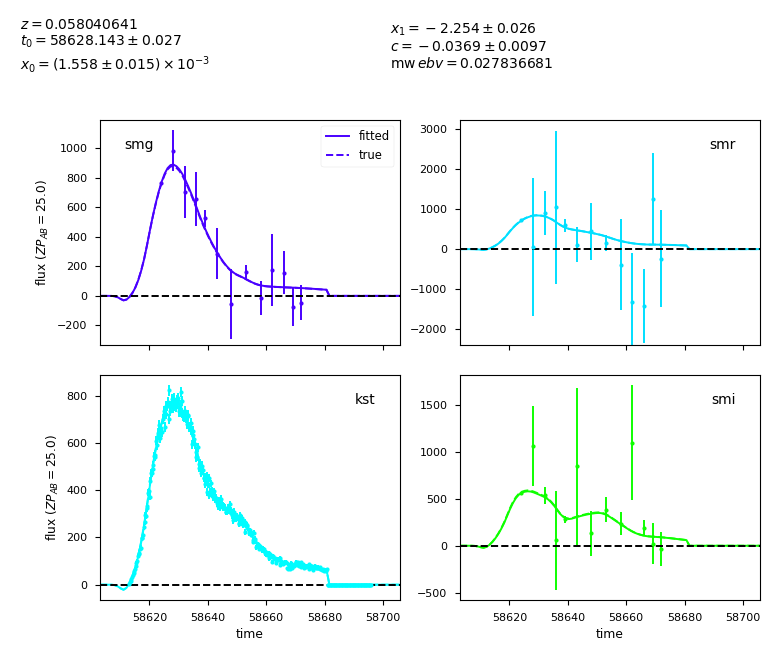 z = 0.058040641
t₀ = 58628.143 ± 0.027
x₀ = (1.558 ± 0.015) × 10⁻³
x₁ = −2.254 ± 0.026
c = −0.0369 ± 0.0097
mw ebv = 0.027836681
smg
fitted
true
1000
800
600
400
200
0
−200
flux (ZP_AB = 25.0)
smr
3000
2000
1000
0
−1000
−2000
kst
800
600
400
200
0
flux (ZP_AB = 25.0)
58620 58640 58660 58680 58700
time
smi
1500
1000
500
0
−500
58620 58640 58660 58680 58700
time